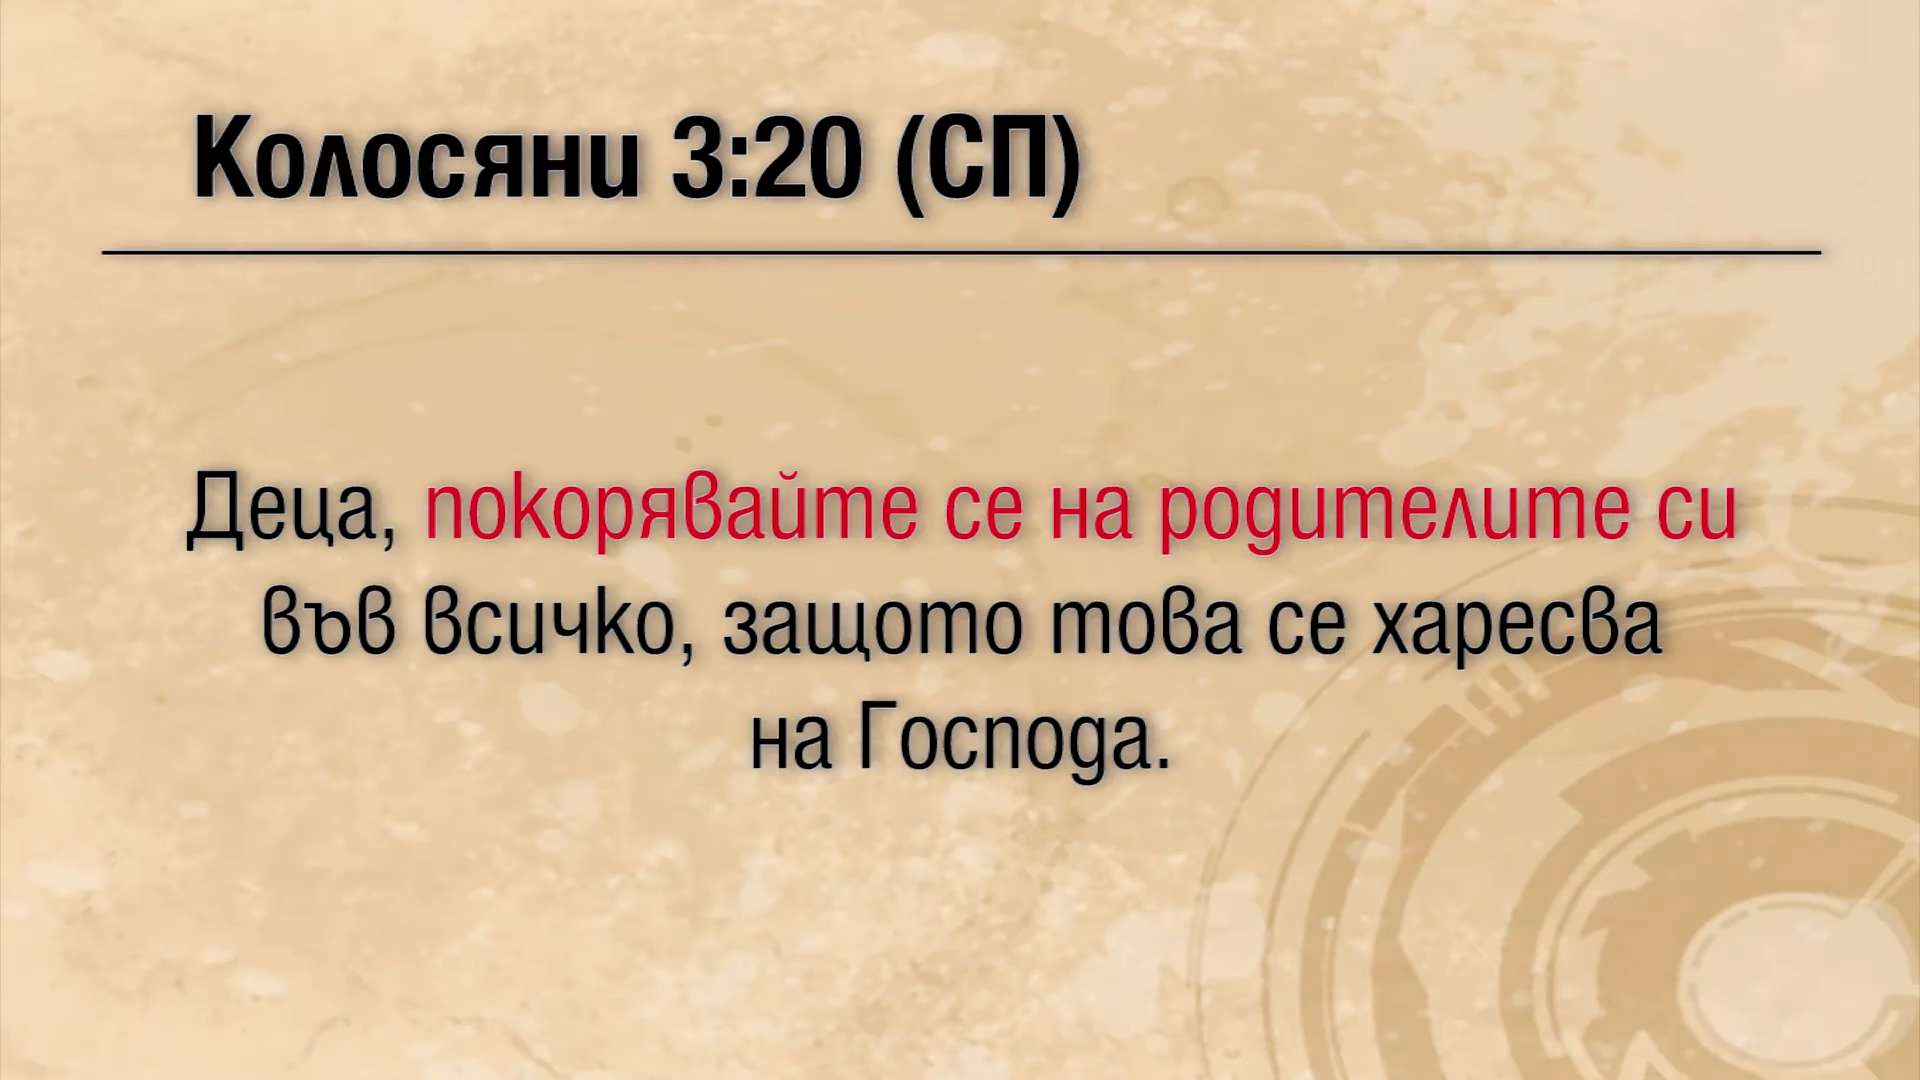 Колосяни 3:20 (СП)
Деца, покорявайте се на родителите си
във всичко, защото това се харесва
на Господа.